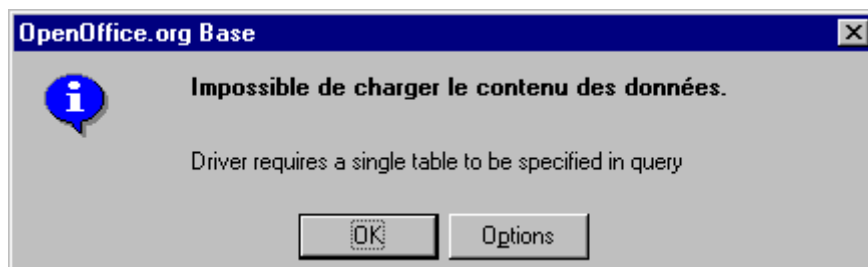 OpenOffice.org Base
Impossible de charger le contenu des données.
Driver requires a single table to be specified in query
OK
Options